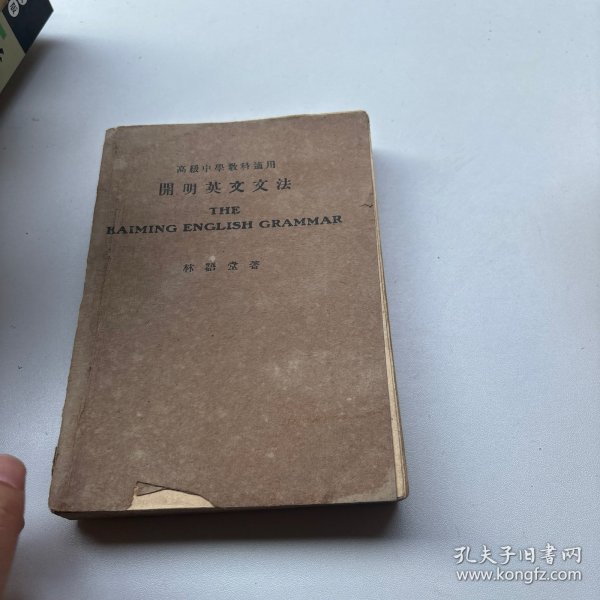 高級中學教科適用
開明英文文法
THE
KAIMING ENGLISH GRAMMAR
林語堂著
孔夫子旧书网
www.kongfz.com